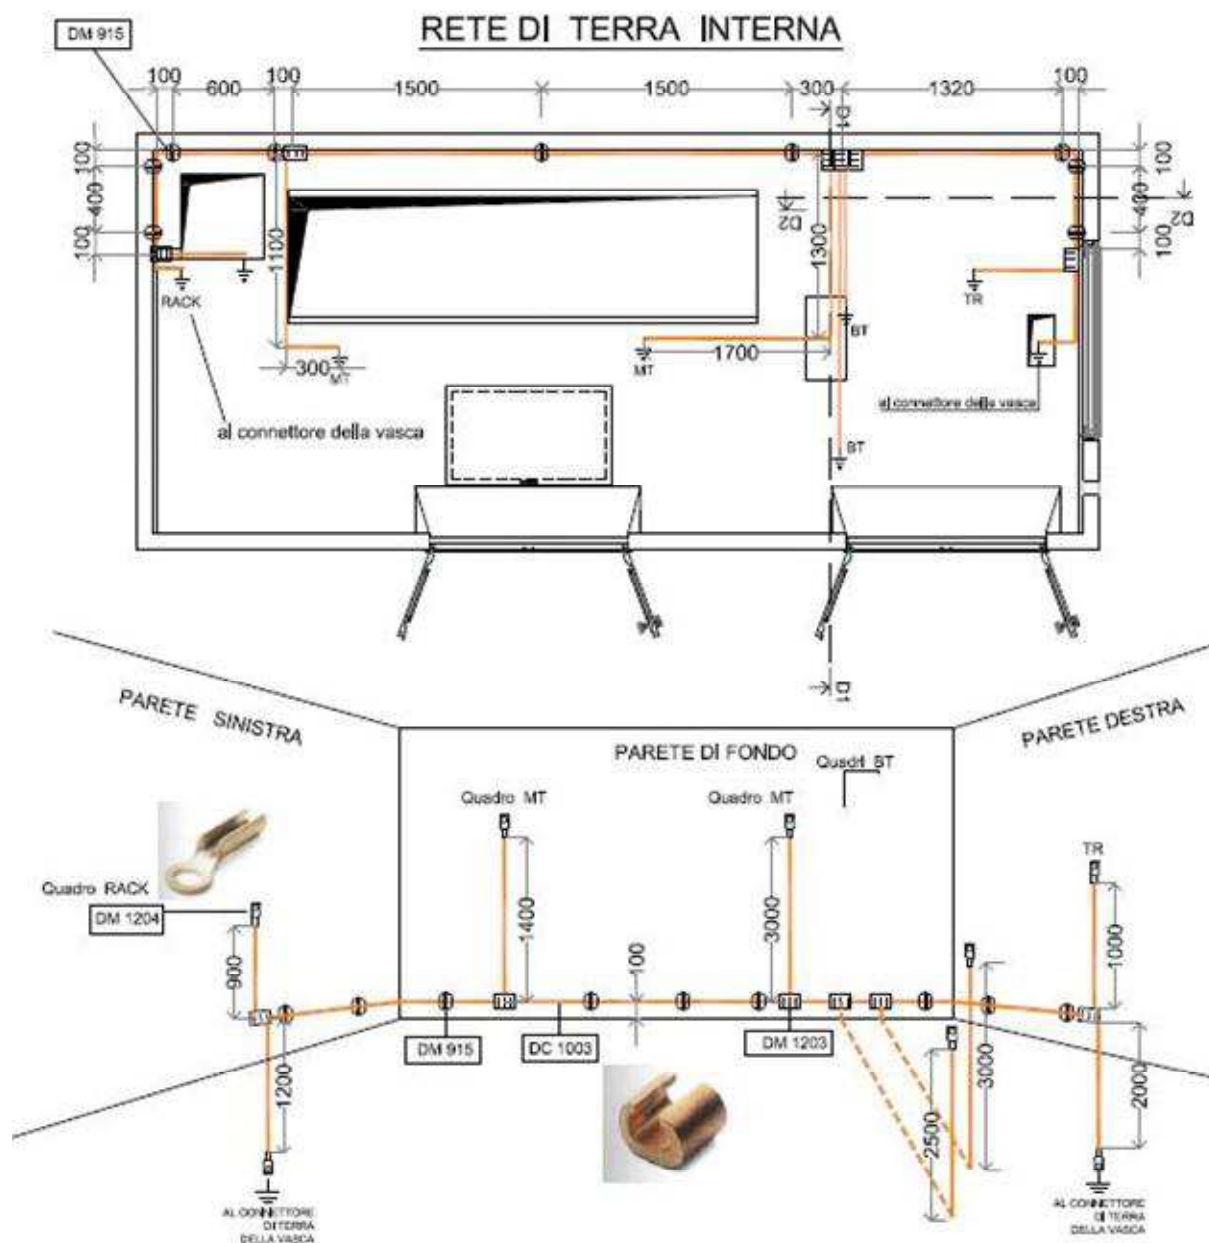 RETE DI TERRA INTERNA
DM 915
100 600 100 1500 1500 300 1320 100
D1
100
400
100
100
400
100
D2
D2
1100
1300
RACK
TR
BT
300
MT
MT
1700
al connettore della vasca
al connettore della vasca
BT
D1
PARETE SINISTRA
PARETE DI FONDO
PARETE DESTRA
Quadri BT
Quadro MT
Quadro MT
TR
Quadro RACK
DM 1204
900
1400
100
3000
1000
DM 915
DC 1003
DM 1203
1200
2500
3000
2000
AL CONNETTORE
DI TERRA
DELLA VASCA
AL CONNETTORE
DI TERRA
DELLA VASCA